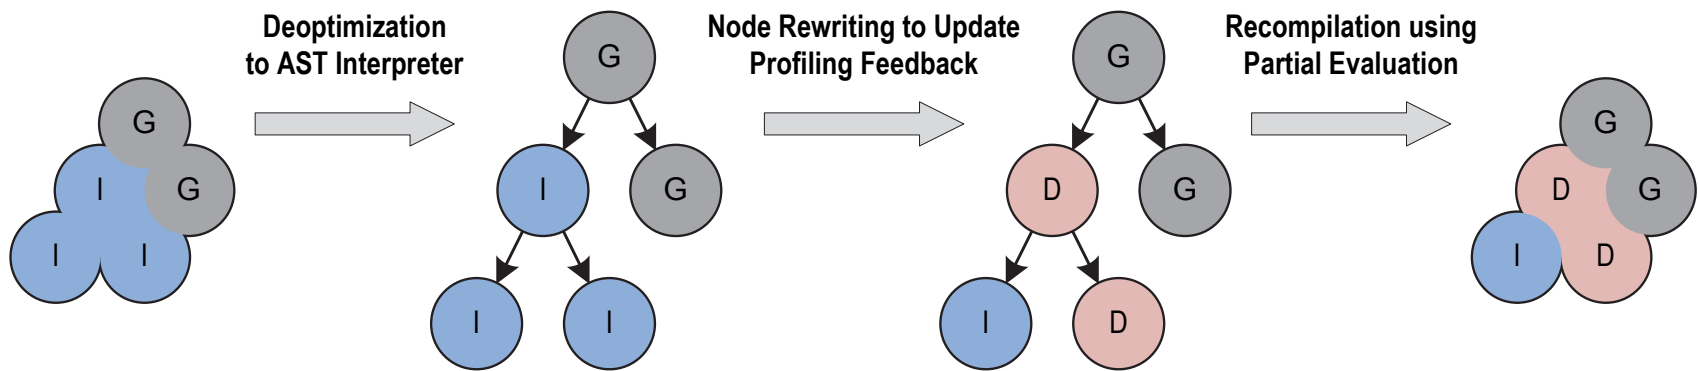 Deoptimization
to AST Interpreter
Node Rewriting to Update
Profiling Feedback
Recompilation using
Partial Evaluation
G
I G
I I
G
I G
I I
G
D G
I D
G
D G
I D